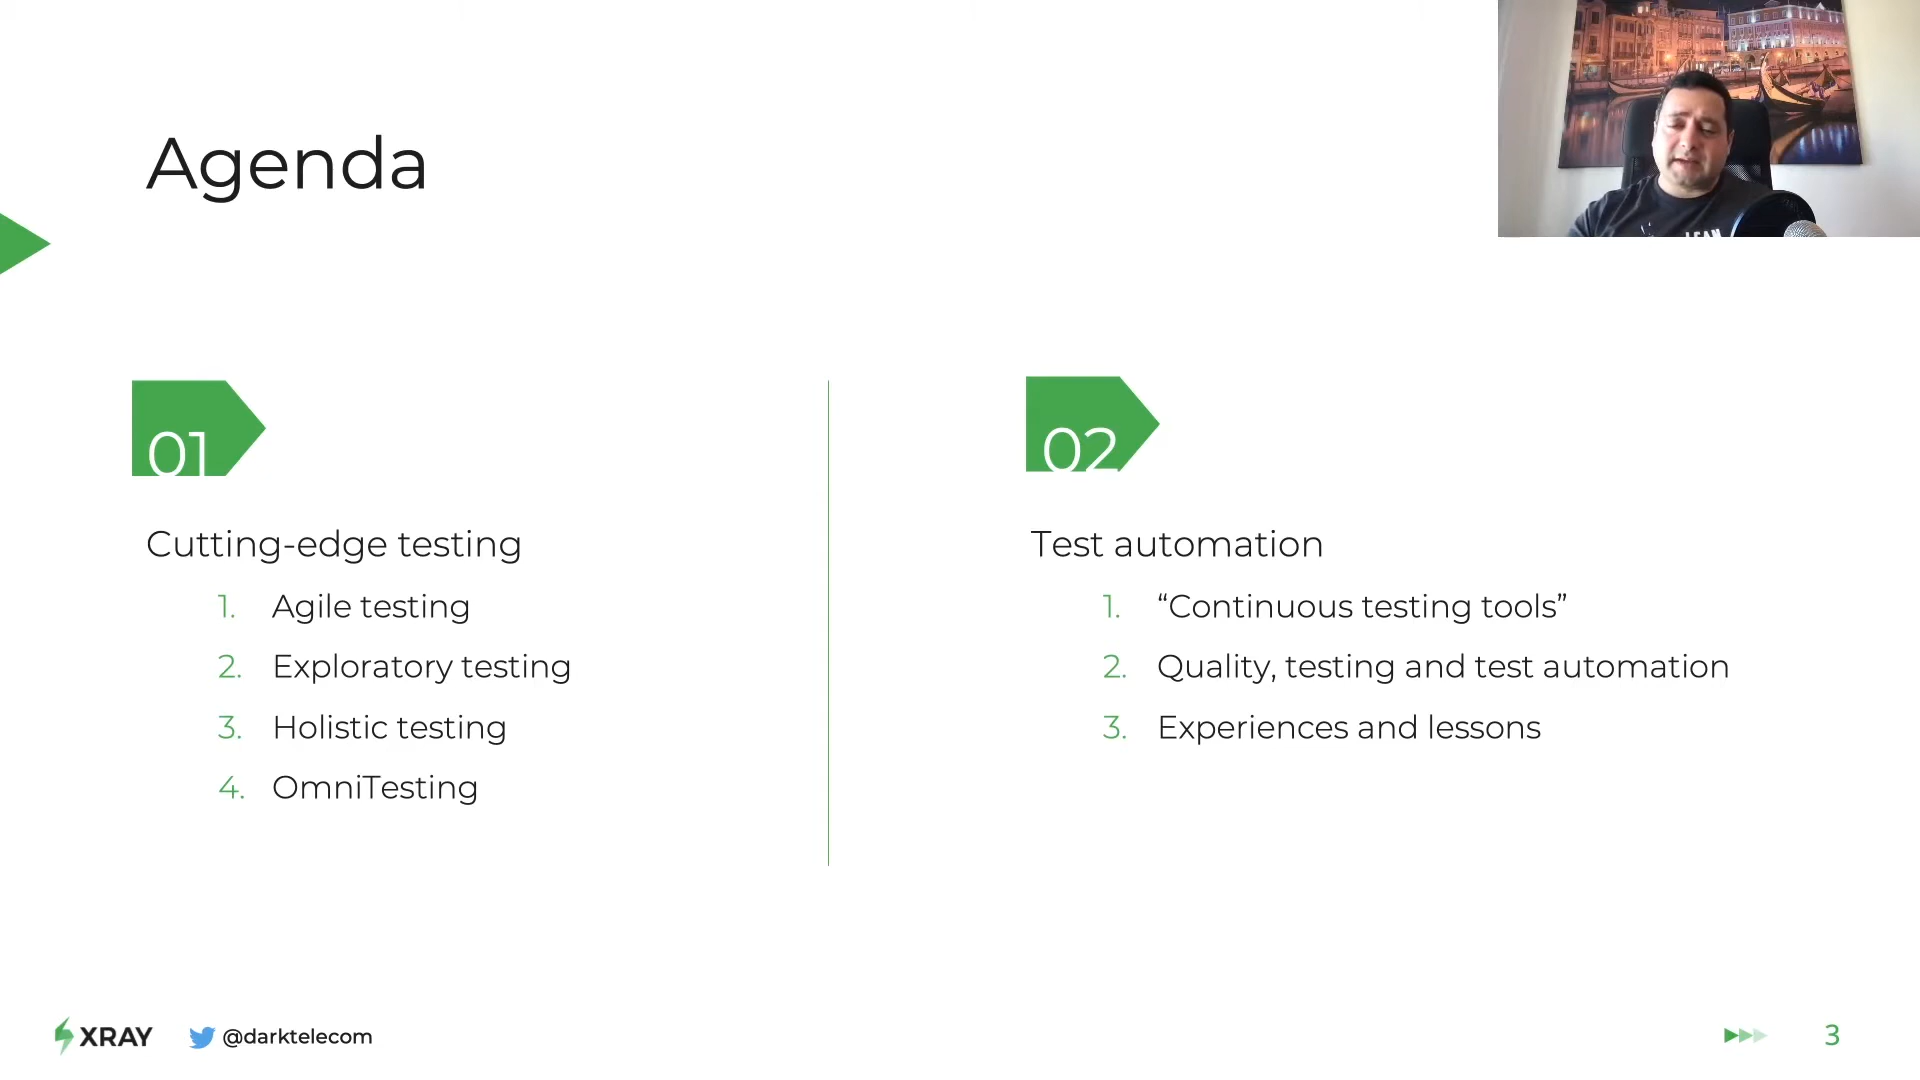 Agenda
01
Cutting-edge testing
1. Agile testing
2. Exploratory testing
3. Holistic testing
4. OmniTesting
02
Test automation
1. “Continuous testing tools”
2. Quality, testing and test automation
3. Experiences and lessons
XRAY @darktelecom
3
LEAN